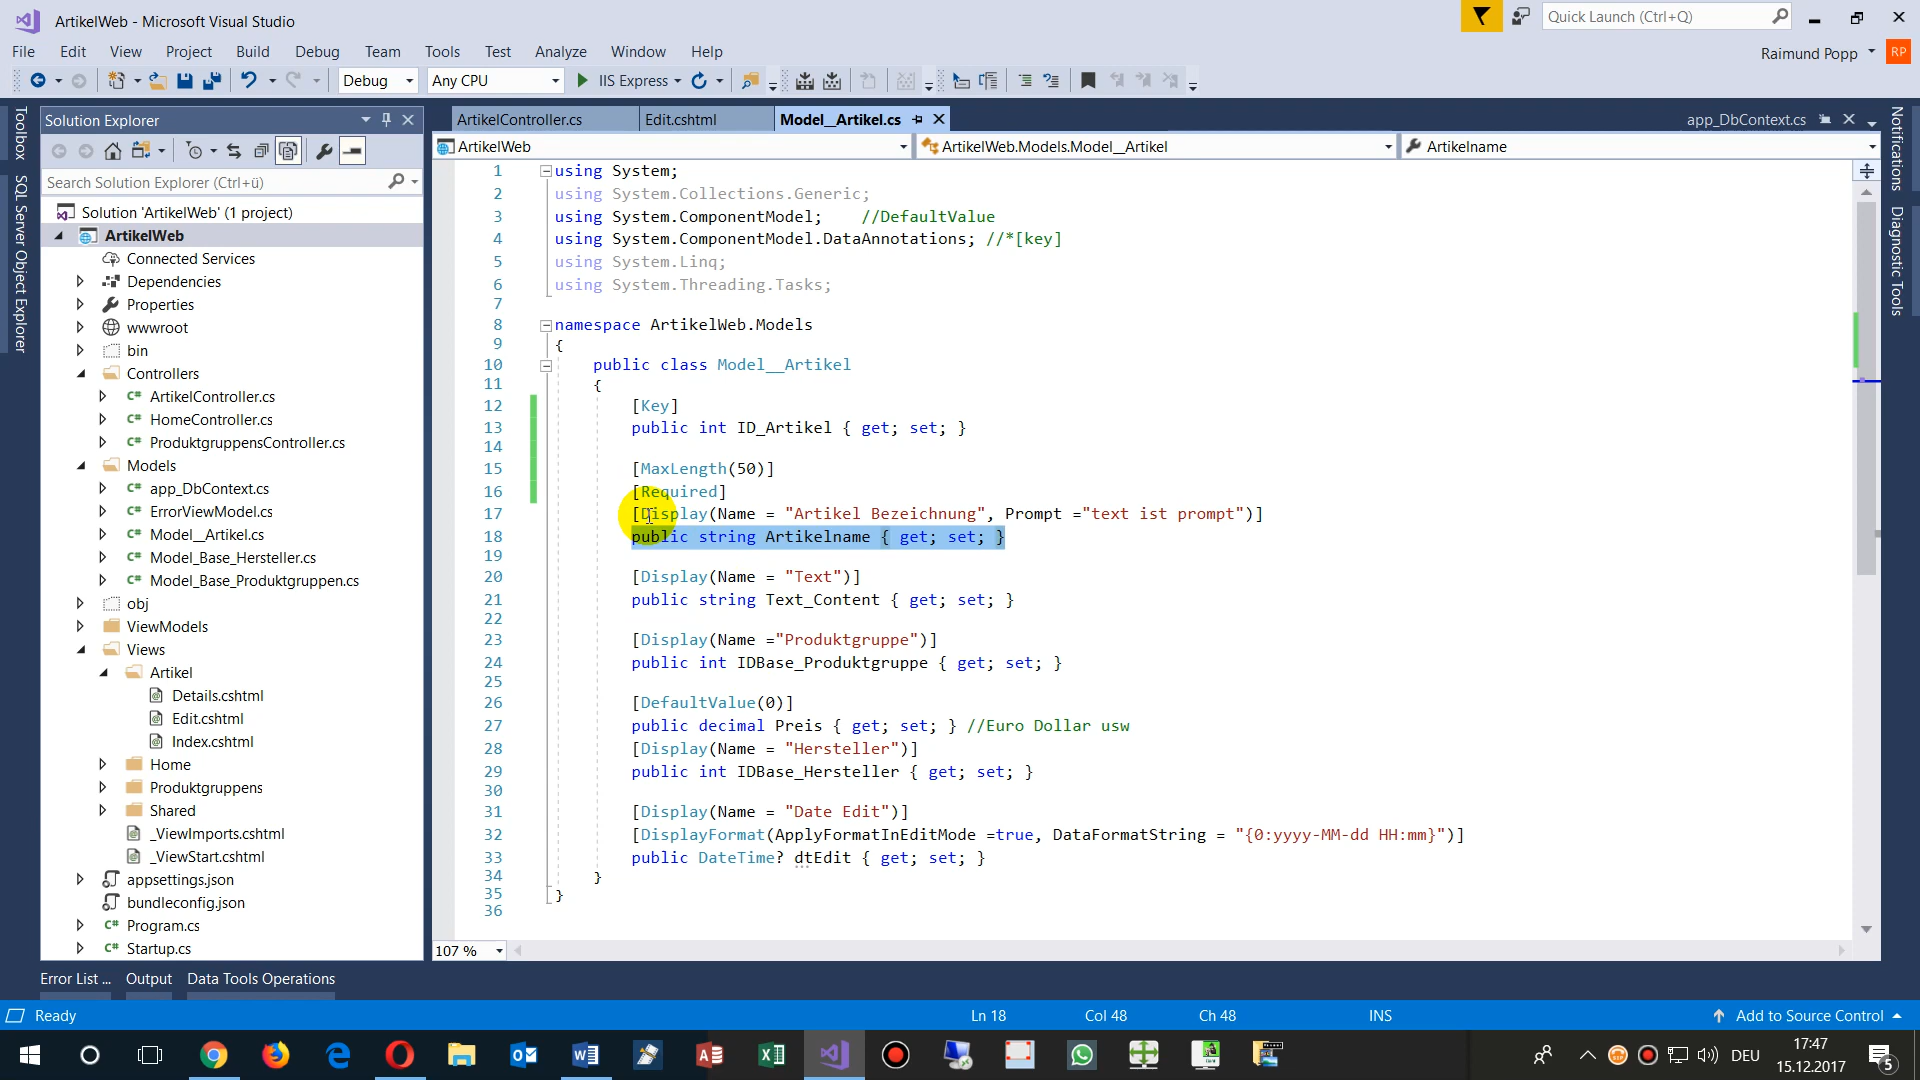 ArtikelWeb - Microsoft Visual Studio
Quick Launch (Ctrl+Q)
File Edit View Project Build Debug Team Tools Test Analyze Window Help
Raimund Popp RP
Debug Any CPU IIS Express
Toolbox
SQL Server Object Explorer
Solution Explorer
Search Solution Explorer (Ctrl+ü)
Solution 'ArtikelWeb' (1 project)
ArtikelWeb
Connected Services
Dependencies
Properties
wwwroot
bin
Controllers
C# ArtikelController.cs
C# HomeController.cs
C# ProduktgruppensController.cs
Models
C# app_DbContext.cs
C# ErrorViewModel.cs
C# Model__Artikel.cs
C# Model_Base_Hersteller.cs
C# Model_Base_Produktgruppen.cs
obj
ViewModels
Views
Artikel
Details.cshtml
Edit.cshtml
Index.cshtml
Home
Produktgruppens
Shared
_ViewImports.cshtml
_ViewStart.cshtml
appsettings.json
bundleconfig.json
C# Program.cs
C# Startup.cs
ArtikelController.cs Edit.cshtml Model__Artikel.cs app_DbContext.cs
ArtikelWeb ArtikelWeb.Models.Model__Artikel Artikelname
1 using System;
2 using System.Collections.Generic;
3 using System.ComponentModel; //DefaultValue
4 using System.ComponentModel.DataAnnotations; //*[key]
5 using System.Linq;
6 using System.Threading.Tasks;
7
8 namespace ArtikelWeb.Models
9 {
10 public class Model__Artikel
11 {
12 [Key]
13 public int ID_Artikel { get; set; }
14
15 [MaxLength(50)]
16 [Required]
17 [Display(Name = "Artikel Bezeichnung", Prompt ="text ist prompt")]
18 public string Artikelname { get; set; }
19
20 [Display(Name = "Text")]
21 public string Text_Content { get; set; }
22
23 [Display(Name ="Produktgruppe")]
24 public int IDBase_Produktgruppe { get; set; }
25
26 [DefaultValue(0)]
27 public decimal Preis { get; set; } //Euro Dollar usw
28 [Display(Name = "Hersteller")]
29 public int IDBase_Hersteller { get; set; }
30
31 [Display(Name = "Date Edit")]
32 [DisplayFormat(ApplyFormatInEditMode =true, DataFormatString = "{0:yyyy-MM-dd HH:mm}")]
33 public DateTime? dtEdit { get; set; }
34 }
35 }
36
107 %
Notifications
Diagnostic Tools
Error List ... Output Data Tools Operations
Ready Ln 18 Col 48 Ch 48 INS Add to Source Control
DEU 17:47
15.12.2017
5